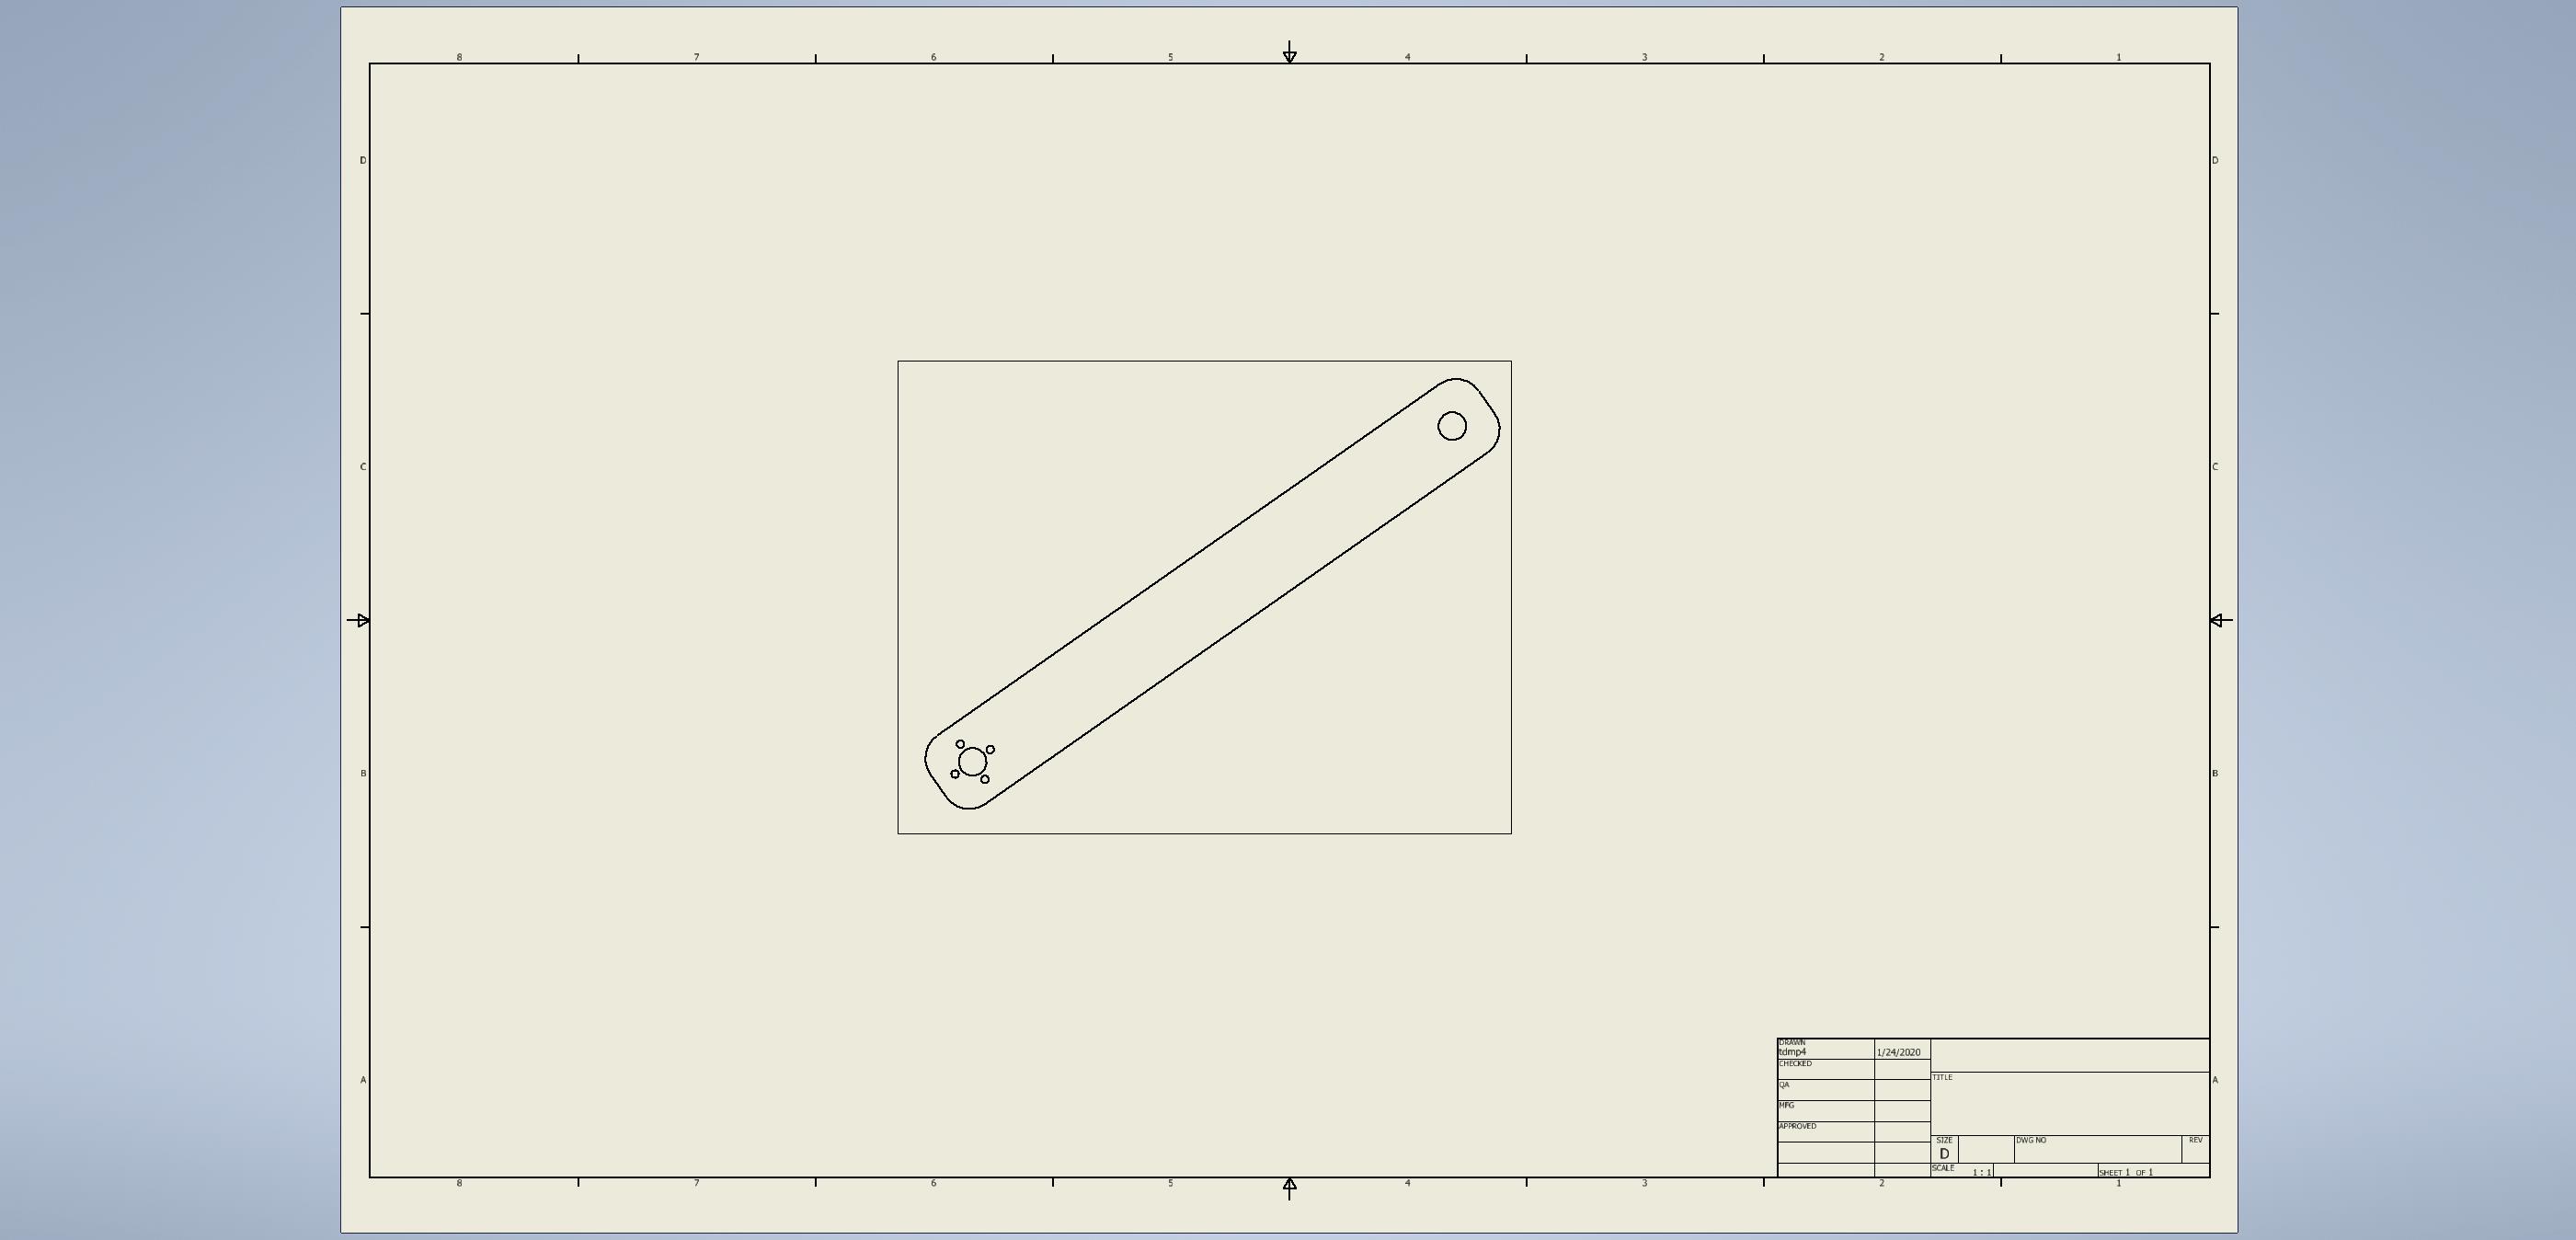 8 7 6 5 4 3 2 1
D D
C C
B B
A A
DRAWN
tdmp4 1/24/2020
CHECKED
QA
MFG
APPROVED
TITLE
SIZE DWG NO REV
D
SCALE 1 : 1 SHEET 1 OF 1
8 7 6 5 4 3 2 1